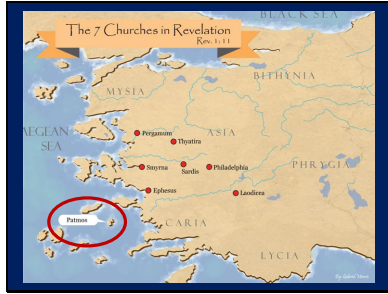 BLACK SEA
The 7 Churches in Revelation
Rev. 1:11
BITHYNIA
MYSIA
AEGEAN
SEA
Pergamum
ASIA
Thyatira
Smyrna
Sardis
Philadelphia
PHRYGIA
Ephesus
Laodicea
Patmos
CARIA
LYCIA